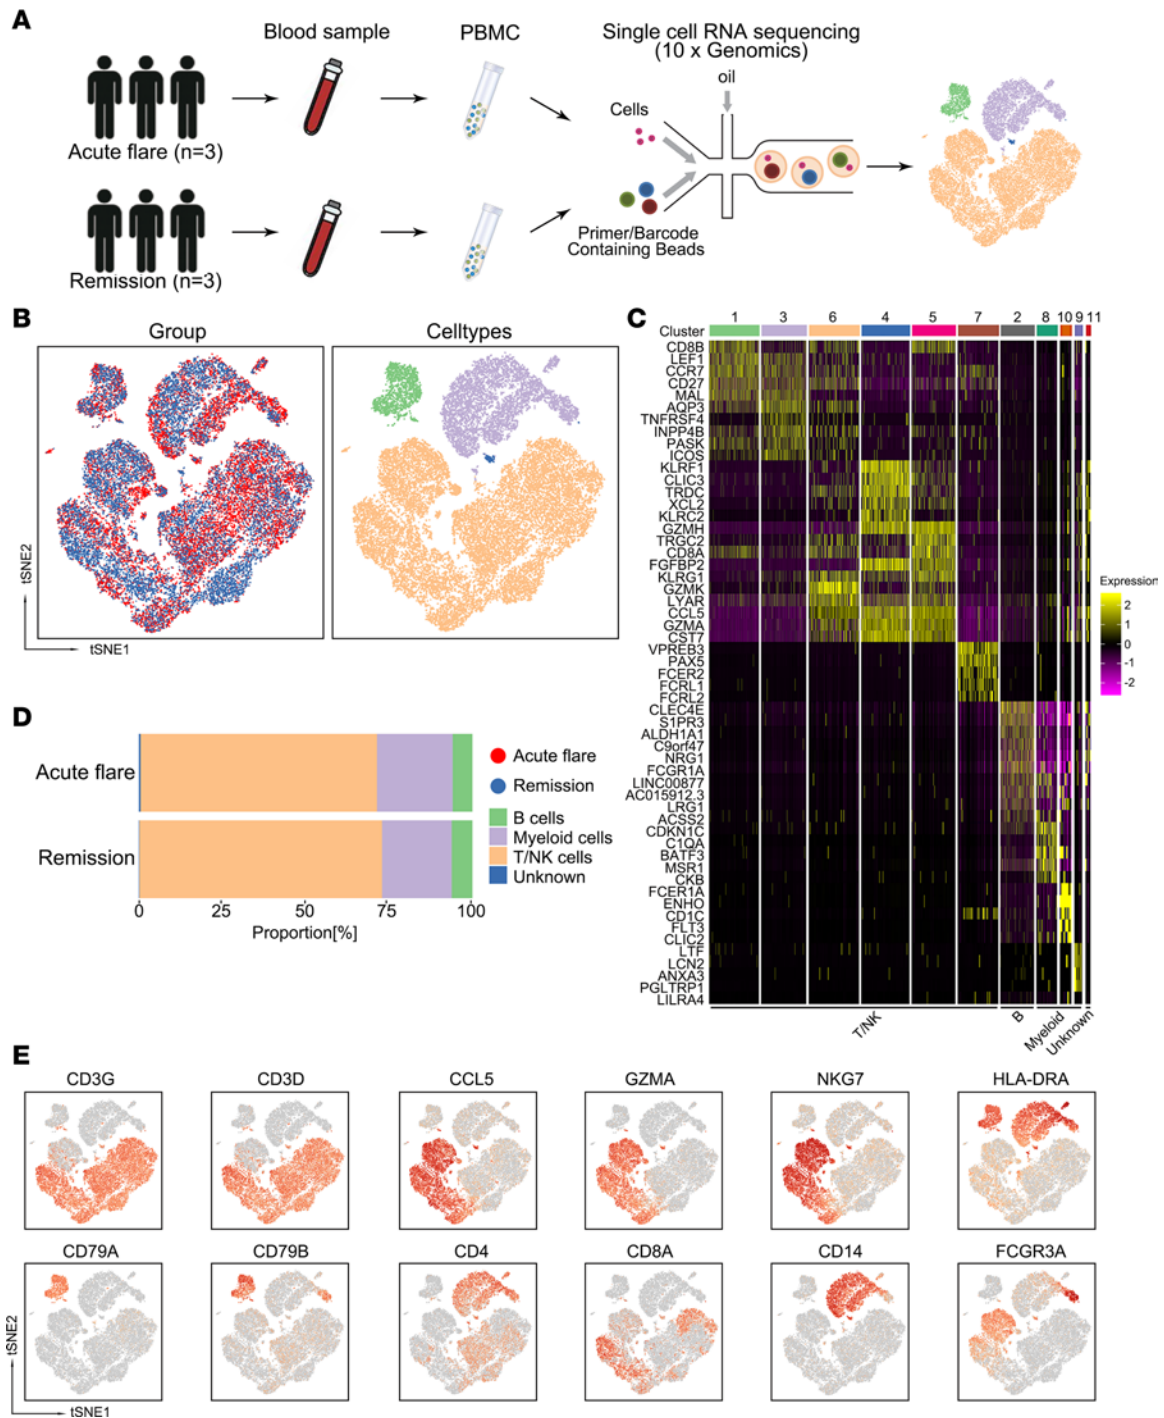 A
Blood sample
PBMC
Single cell RNA sequencing
(10 x Genomics)
oil
Cells
Acute flare (n=3)
Primer/Barcode
Containing Beads
Remission (n=3)
B
Group
Celltypes
tSNE2
tSNE1
C
1 3 6 4 5 7 2 8 10 9 11
Cluster
CD8B
LEF1
CCR7
CD27
MAL
AQP3
TNFRSF4
INPP4B
PASK
ICOS
KLRF1
CLIC3
TRDC
XCL2
KLRC2
GZMH
TRGC2
CD8A
FGFBP2
KLRG1
GZMK
LYAR
CCL5
GZMA
CST7
VPREB3
PAX5
FCER2
FCRL1
FCRL2
CLEC4E
S1PR3
ALDH1A1
C9orf47
NRG1
FCGR1A
LINC00877
AC015912.3
LRG1
ACSS2
CDKN1C
C1QA
BATF3
MSR1
CKB
FCER1A
ENHO
CD1C
FLT3
CLIC2
LTF
LCN2
ANXA3
PGLTRP1
LILRA4
T/NK
B
Myeloid
Unknown
Expression
2
1
0
-1
-2
D
Acute flare
Remission
0 25 50 75 100
Proportion[%]
Acute flare
Remission
B cells
Myeloid cells
T/NK cells
Unknown
E
CD3G CD3D CCL5 GZMA NKG7 HLA-DRA
CD79A CD79B CD4 CD8A CD14 FCGR3A
tSNE2
tSNE1